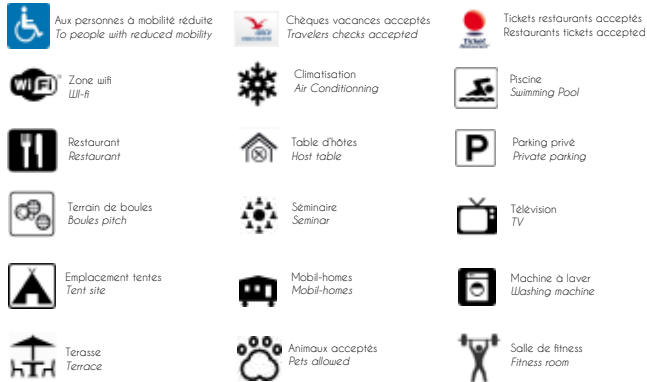 Aux personnes à mobilité réduite
To people with reduced mobility
Chèques vacances acceptés
Travelers checks accepted
Ticket
Tickets restaurants acceptés
Restaurants tickets accepted
WiFi
Zone wifi
WI-fi
Climatisation
Air Conditionning
Piscine
Swimming Pool
Restaurant
Restaurant
Table d'hôtes
Host table
P
Parking privé
Private parking
Terrain de boules
Boules pitch
Séminaire
Seminar
Télévision
TV
Emplacement tentes
Tent site
Mobil-homes
Mobil-homes
Machine à laver
Washing machine
Terasse
Terrace
Animaux acceptés
Pets allowed
Salle de fitness
Fitness room